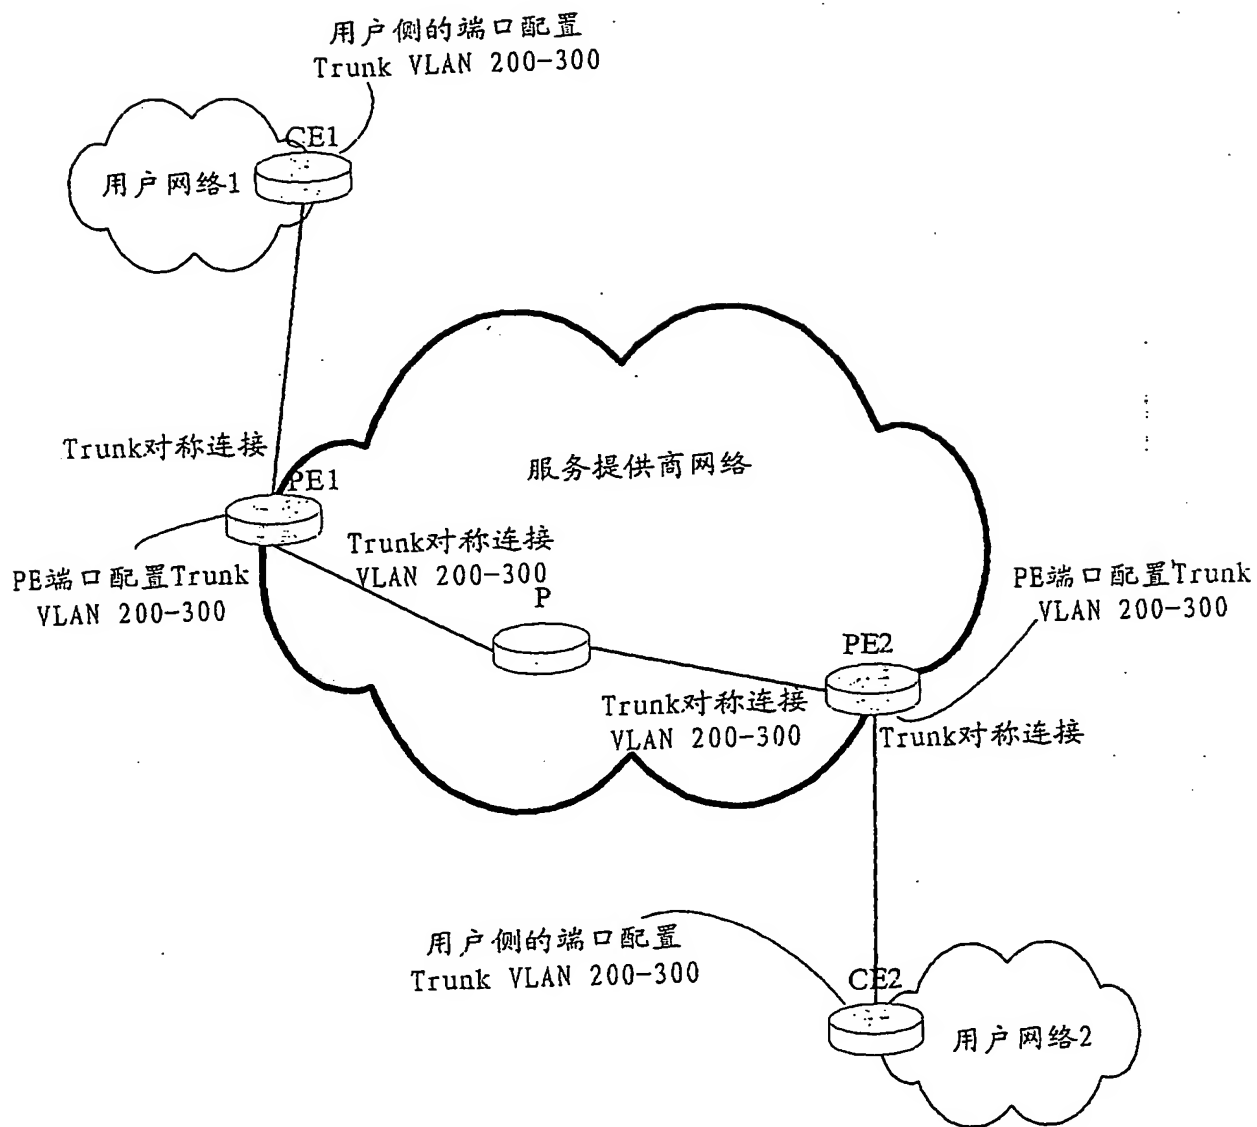 用户侧的端口配置
Trunk VLAN 200-300
CE1
用户网络1
Trunk对称连接
PE1
服务提供商网络
Trunk对称连接
VLAN 200-300
PE端口配置Trunk
VLAN 200-300
P
PE端口配置Trunk
VLAN 200-300
PE2
Trunk对称连接
VLAN 200-300
Trunk对称连接
用户侧的端口配置
Trunk VLAN 200-300
CE2
用户网络2